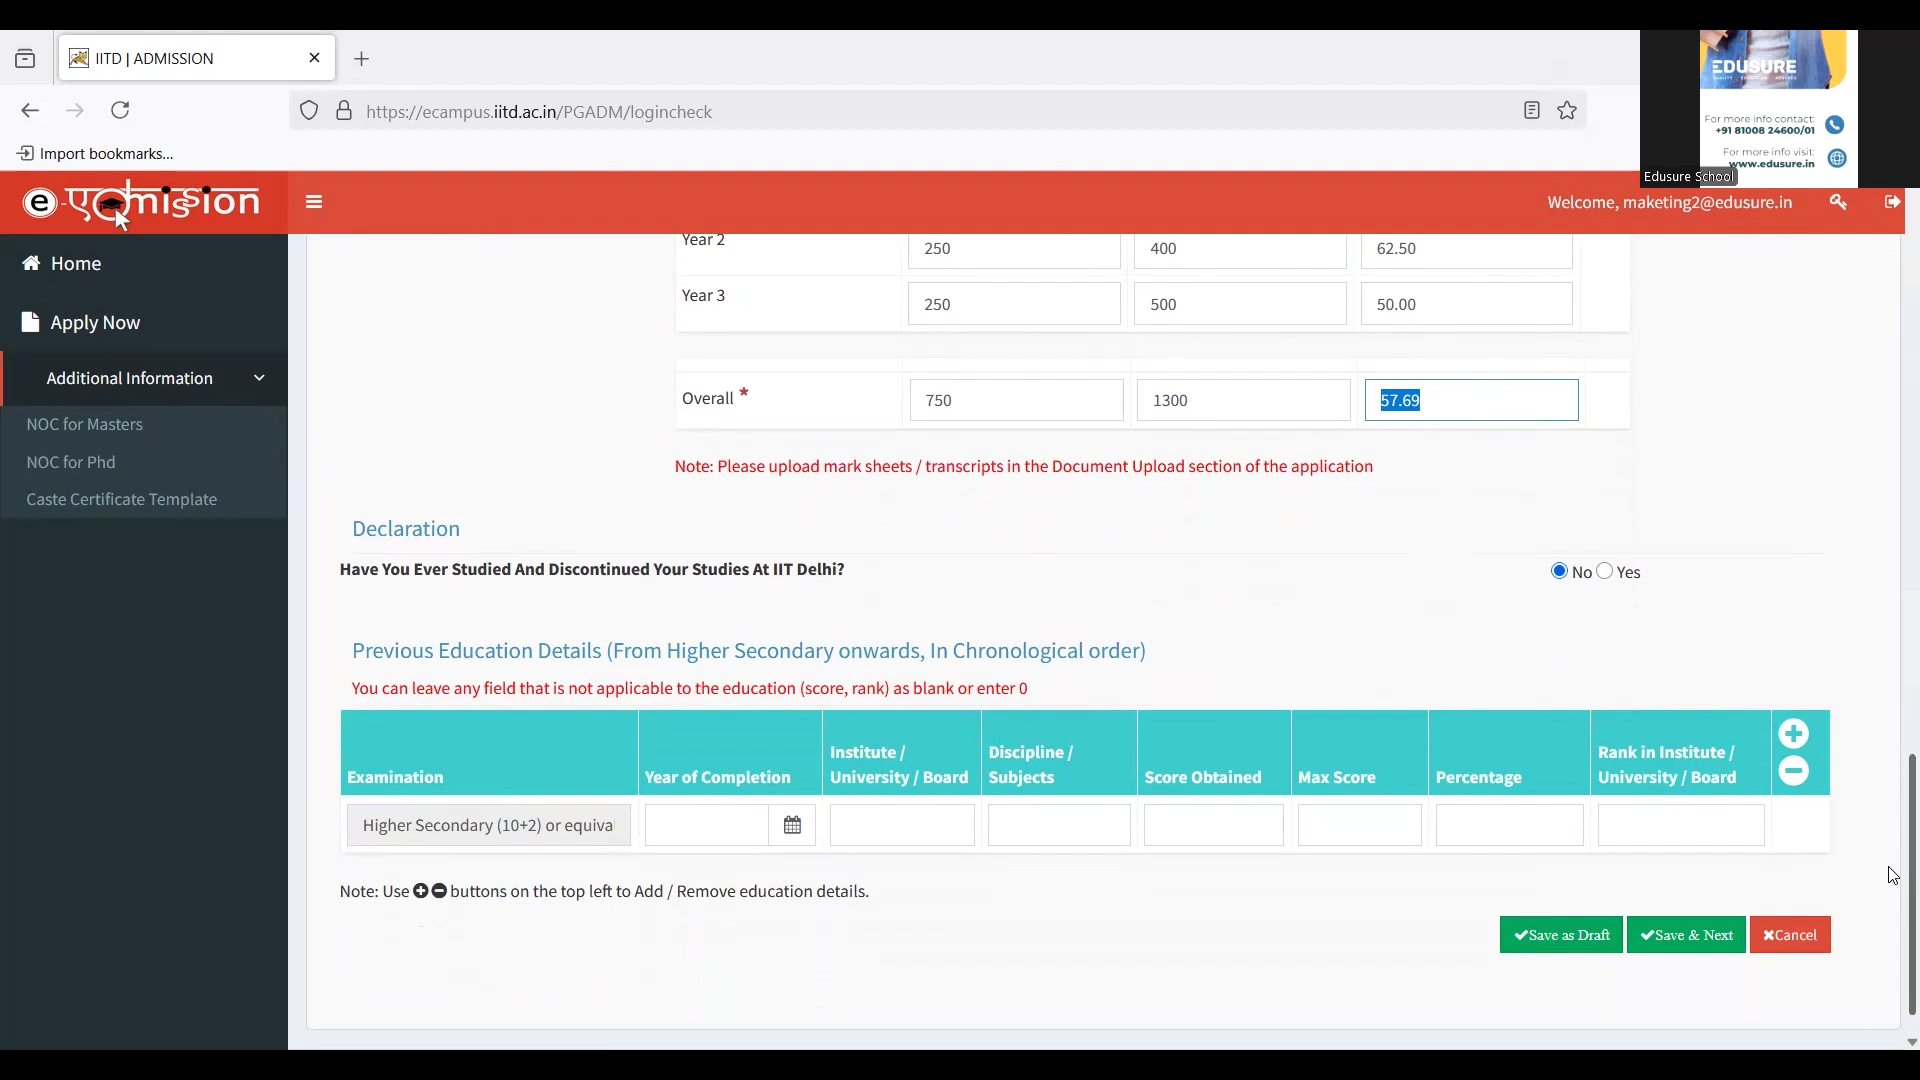 IITD | ADMISSION
https://ecampus.iitd.ac.in/PGADM/logincheck
Import bookmarks...
EDUSURE
For more info contact:
+91 81008 24600/01
For more info visit:
www.edusure.in
Edusure School
e-एdmission
Welcome, maketing2@edusure.in
Home
Apply Now
Additional Information
NOC for Masters
NOC for Phd
Caste Certificate Template
Year 2 250 400 62.50
Year 3 250 500 50.00
Overall * 750 1300 57.69
Note: Please upload mark sheets / transcripts in the Document Upload section of the application
Declaration
Have You Ever Studied And Discontinued Your Studies At IIT Delhi? No Yes
Previous Education Details (From Higher Secondary onwards, In Chronological order)
You can leave any field that is not applicable to the education (score, rank) as blank or enter 0
Examination Year of Completion Institute / University / Board Discipline / Subjects Score Obtained Max Score Percentage Rank in Institute / University / Board
Higher Secondary (10+2) or equiva
Note: Use buttons on the top left to Add / Remove education details.
Save as Draft Save & Next Cancel